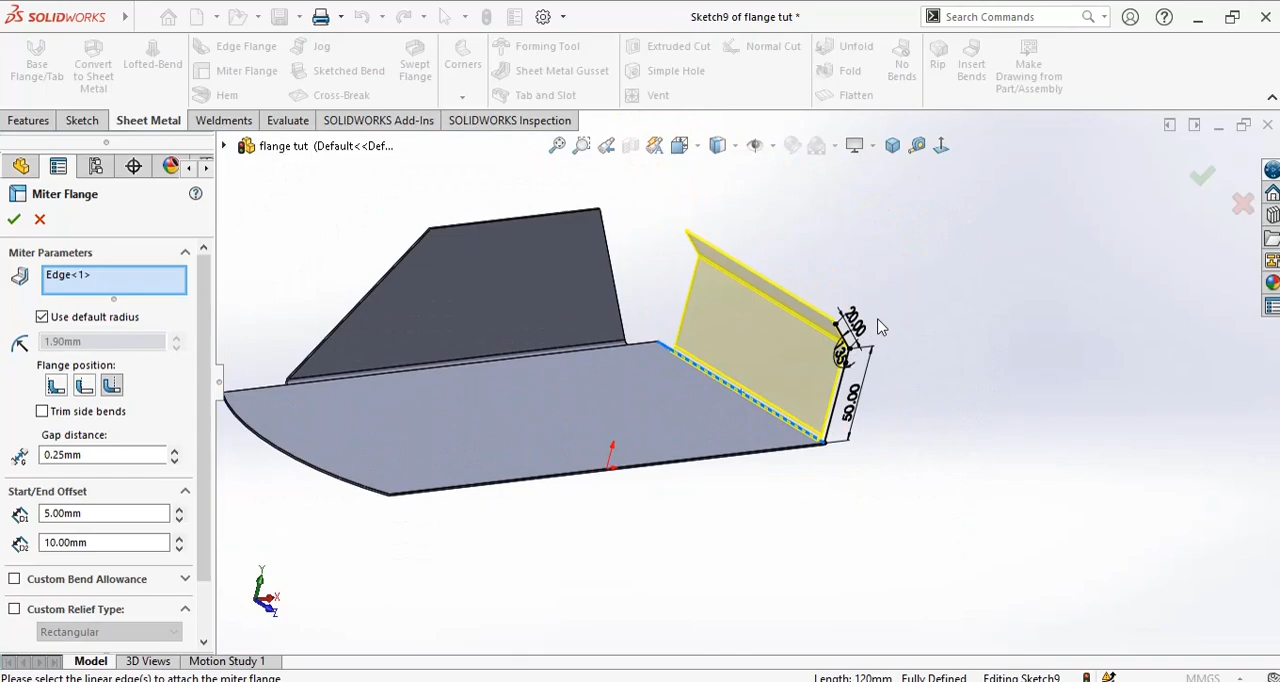 SOLIDWORKS
Sketch9 of flange tut *
Search Commands
Base Flange/Tab
Convert to Sheet Metal
Lofted-Bend
Edge Flange
Miter Flange
Hem
Jog
Sketched Bend
Cross-Break
Swept Flange
Corners
Forming Tool
Sheet Metal Gusset
Tab and Slot
Extruded Cut
Simple Hole
Vent
Normal Cut
Unfold
Fold
Flatten
No Bends
Rip
Insert Bends
Make Drawing from Part/Assembly
Features
Sketch
Sheet Metal
Weldments
Evaluate
SOLIDWORKS Add-Ins
SOLIDWORKS Inspection
flange tut (Default<<Def...
Miter Flange
Miter Parameters
Edge<1>
Use default radius
1.90mm
Flange position:
Trim side bends
Gap distance:
0.25mm
Start/End Offset
D1
5.00mm
D2
10.00mm
Custom Bend Allowance
Custom Relief Type:
Rectangular
20.00
50.00
Y
X
Z
Model
3D Views
Motion Study 1
Please select the linear edge(s) to attach the miter flange
Length: 120mm
Fully Defined
Editing Sketch9
MMGS